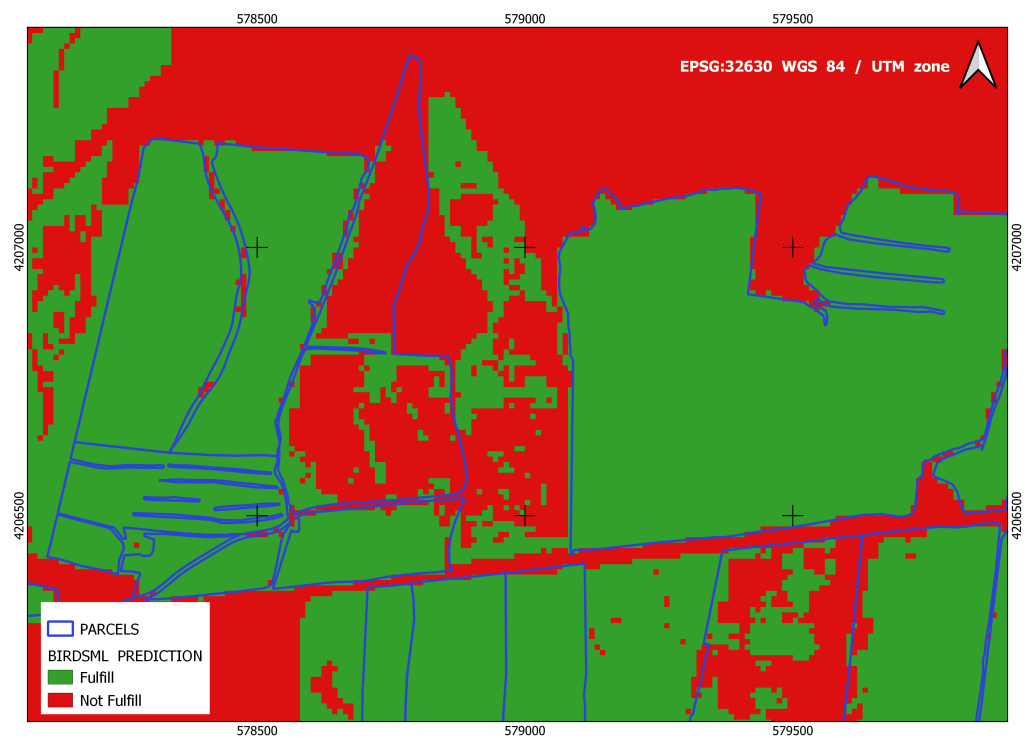 578500 579000 579500
EPSG:32630 WGS 84 / UTM zone
4207000 4207000
4206500 4206500
PARCELS
BIRDSML PREDICTION
Fulfill
Not Fulfill
578500 579000 579500